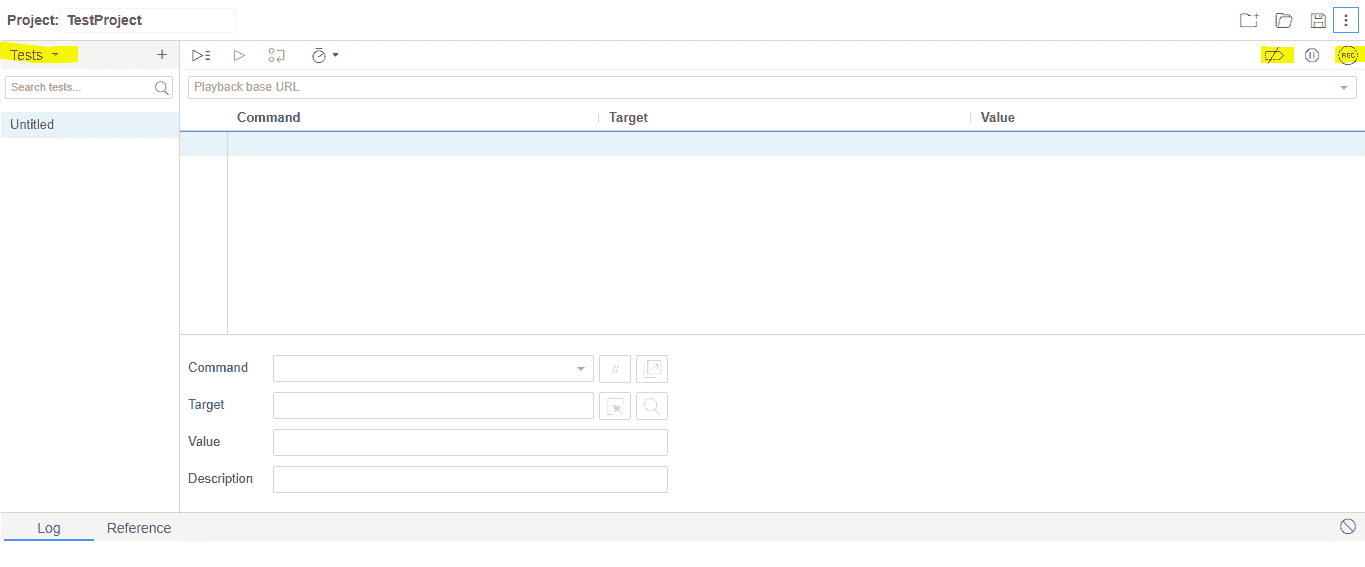 Project: TestProject
Tests
REC
Search tests...
Playback base URL
Untitled
Command Target Value
Command
//
Target
Value
Description
Log Reference